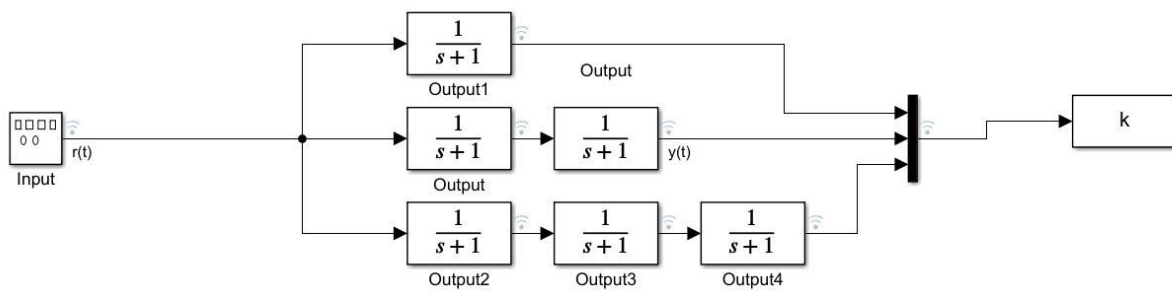 1
s + 1
Output1
Output
r(t)
Input
1
s + 1
Output
1
s + 1
y(t)
k
1
s + 1
Output2
1
s + 1
Output3
1
s + 1
Output4